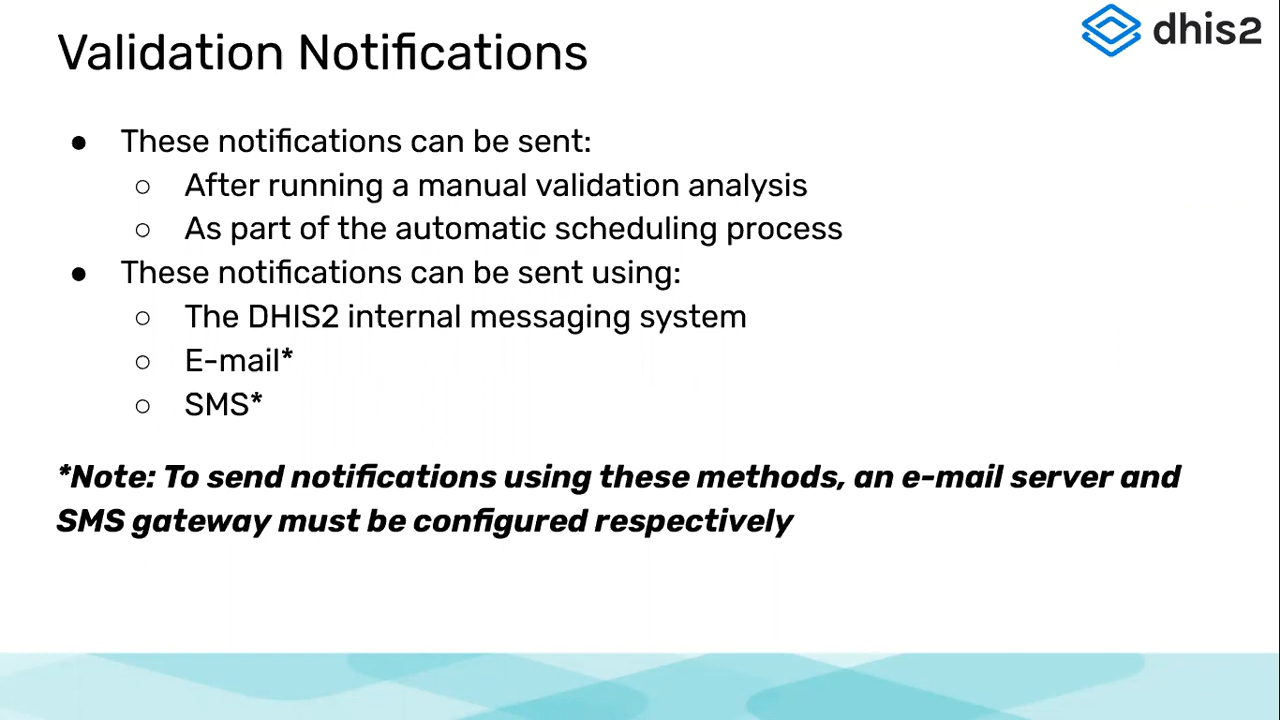 Validation Notifications
dhis2
● These notifications can be sent:
○ After running a manual validation analysis
○ As part of the automatic scheduling process
● These notifications can be sent using:
○ The DHIS2 internal messaging system
○ E-mail*
○ SMS*
*Note: To send notifications using these methods, an e-mail server and
SMS gateway must be configured respectively